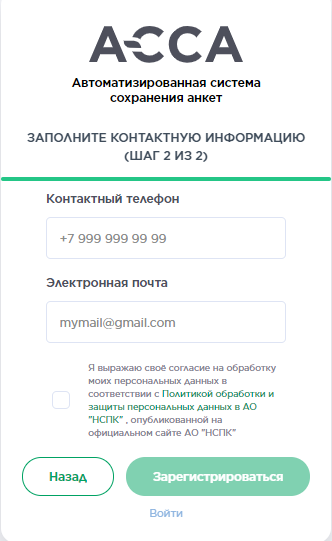 АССА
Автоматизированная система
сохранения анкет
ЗАПОЛНИТЕ КОНТАКТНУЮ ИНФОРМАЦИЮ
(ШАГ 2 ИЗ 2)
Контактный телефон
+7 999 999 99 99
Электронная почта
mymail@gmail.com
Я выражаю своё согласие на обработку
моих персональных данных в
соответствии с Политикой обработки и
защиты персональных данных в АО
"НСПК" , опубликованной на
официальном сайте АО "НСПК"
Назад
Зарегистрироваться
Войти